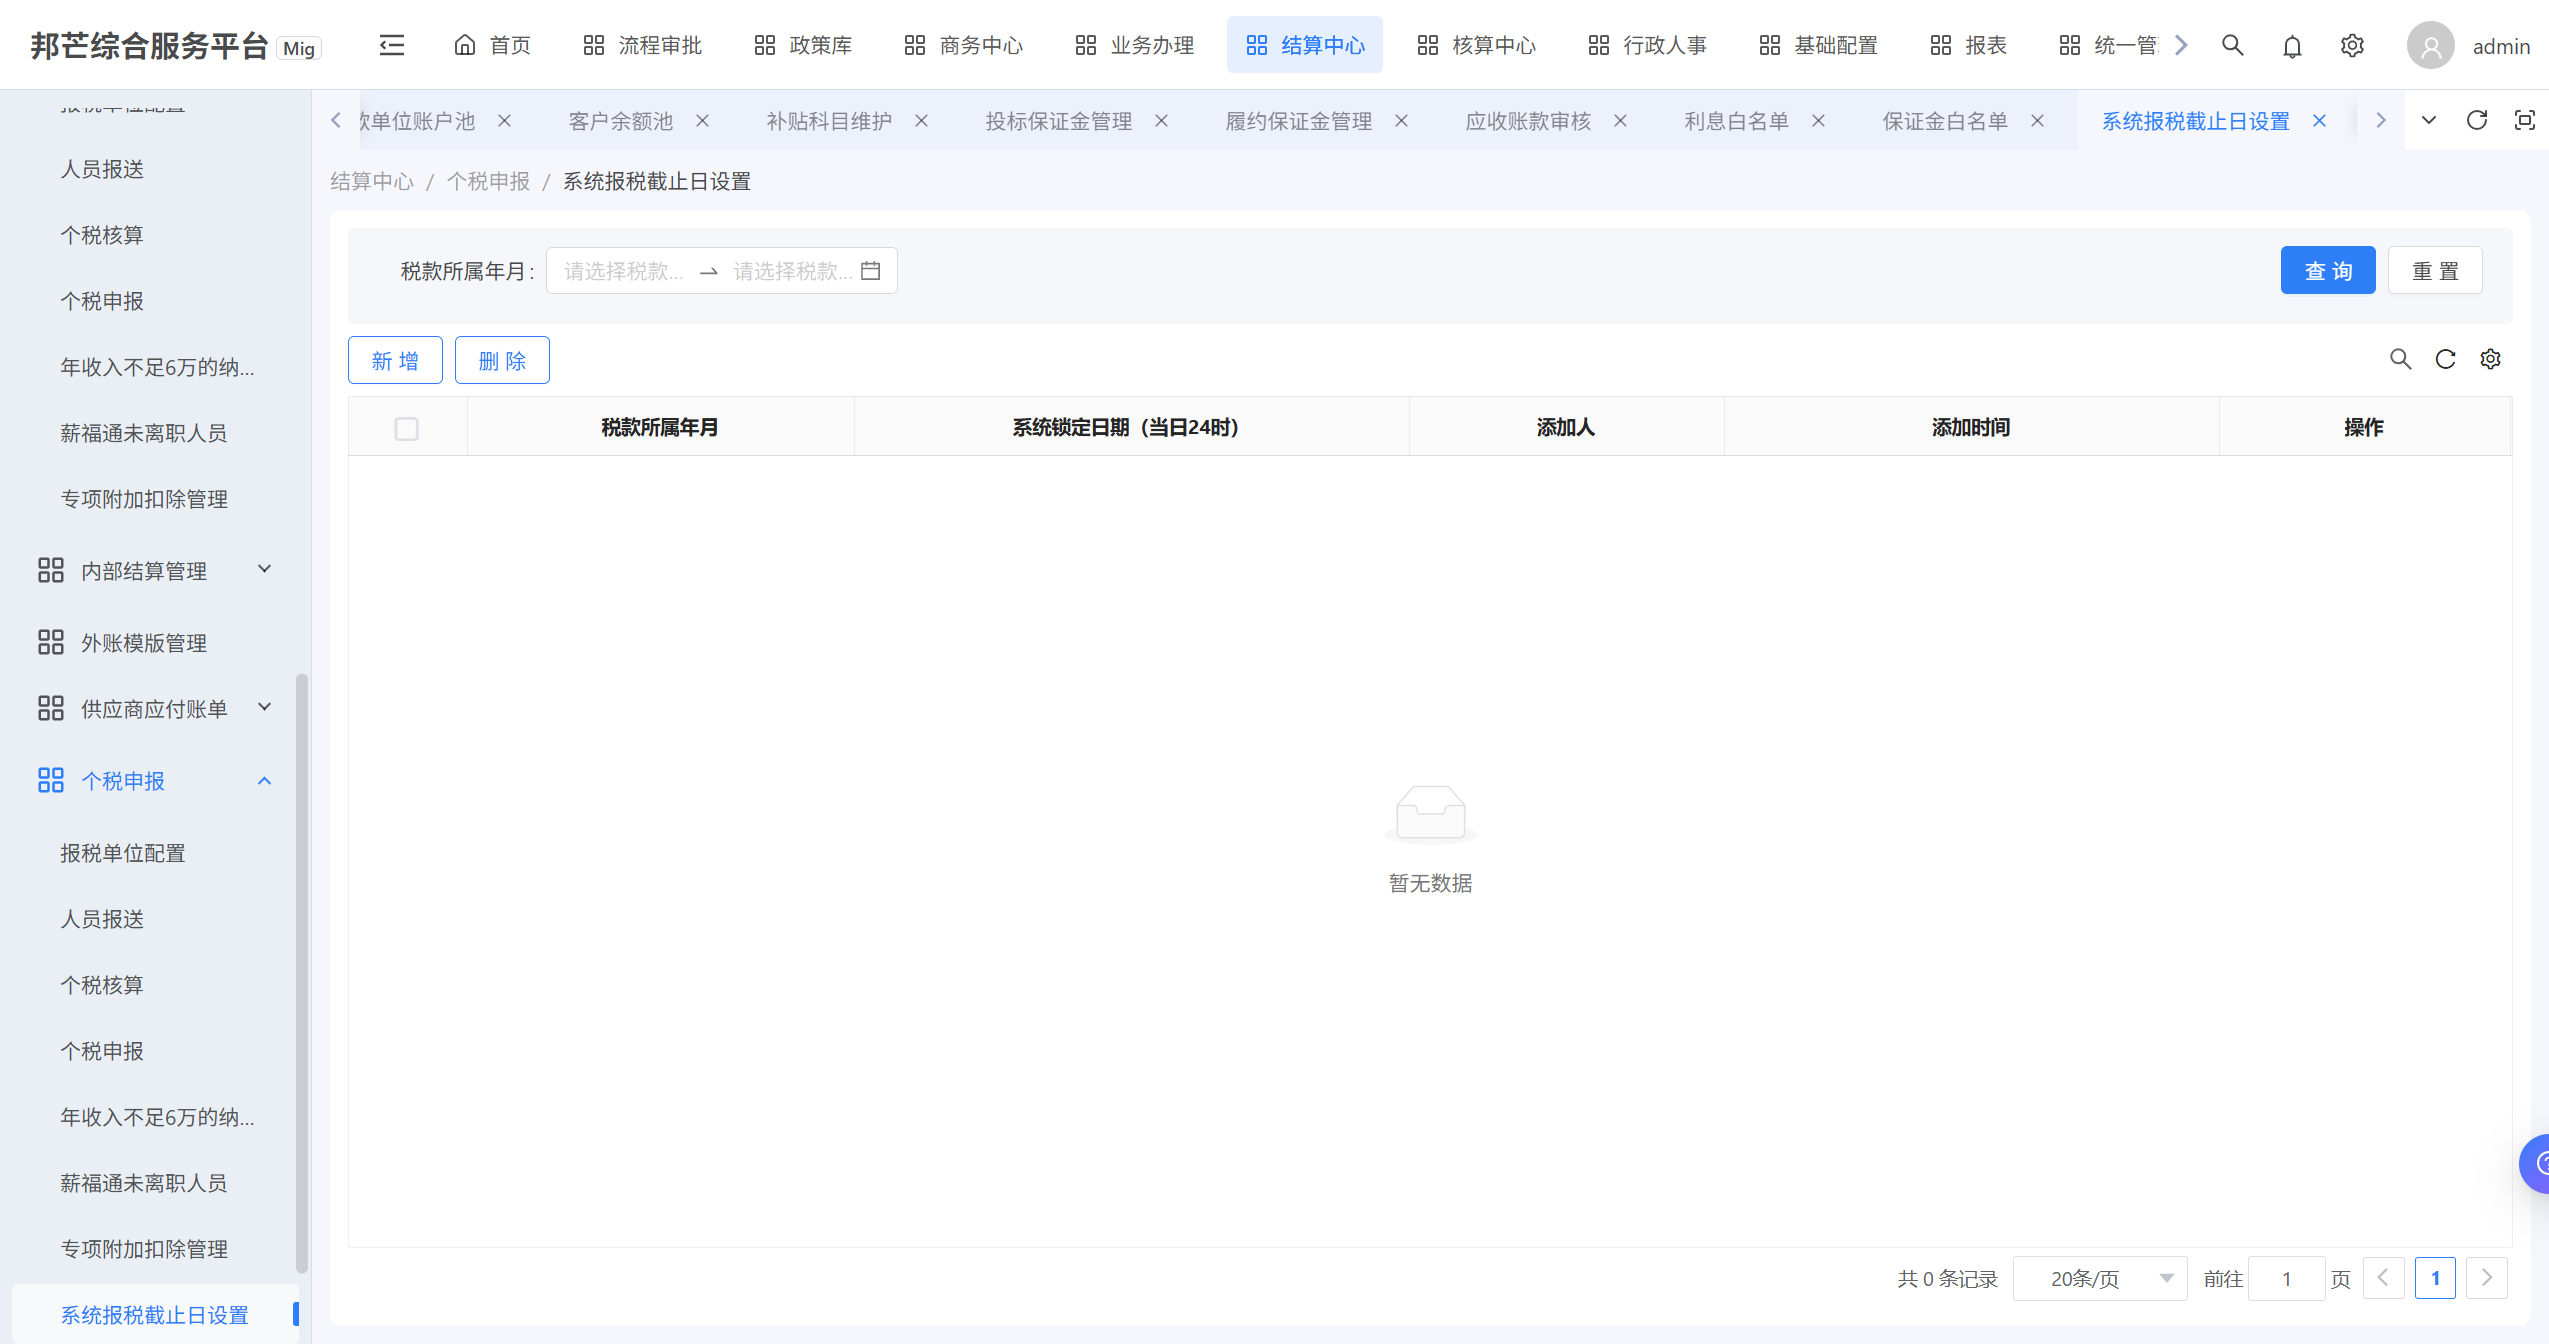 邦芒综合服务平台 Mig
首页 流程审批 政策库 商务中心 业务办理 结算中心 核算中心 行政人事 基础配置 报表 统一管 admin
单位账户池 客户余额池 补贴科目维护 投标保证金管理 履约保证金管理 应收账款审核 利息白名单 保证金白名单 系统报税截止日设置
结算中心 / 个税申报 / 系统报税截止日设置
报税单位配置
人员报送
个税核算
个税申报
年收入不足6万的纳...
薪福通未离职人员
专项附加扣除管理
内部结算管理
外账模版管理
供应商应付账单
个税申报
报税单位配置
人员报送
个税核算
个税申报
年收入不足6万的纳...
薪福通未离职人员
专项附加扣除管理
系统报税截止日设置
税款所属年月: 请选择税款... 请选择税款... 查 询 重 置
新 增 删 除
税款所属年月 系统锁定日期（当日24时） 添加人 添加时间 操作
暂无数据
共 0 条记录 20条/页 前往 1 页 1